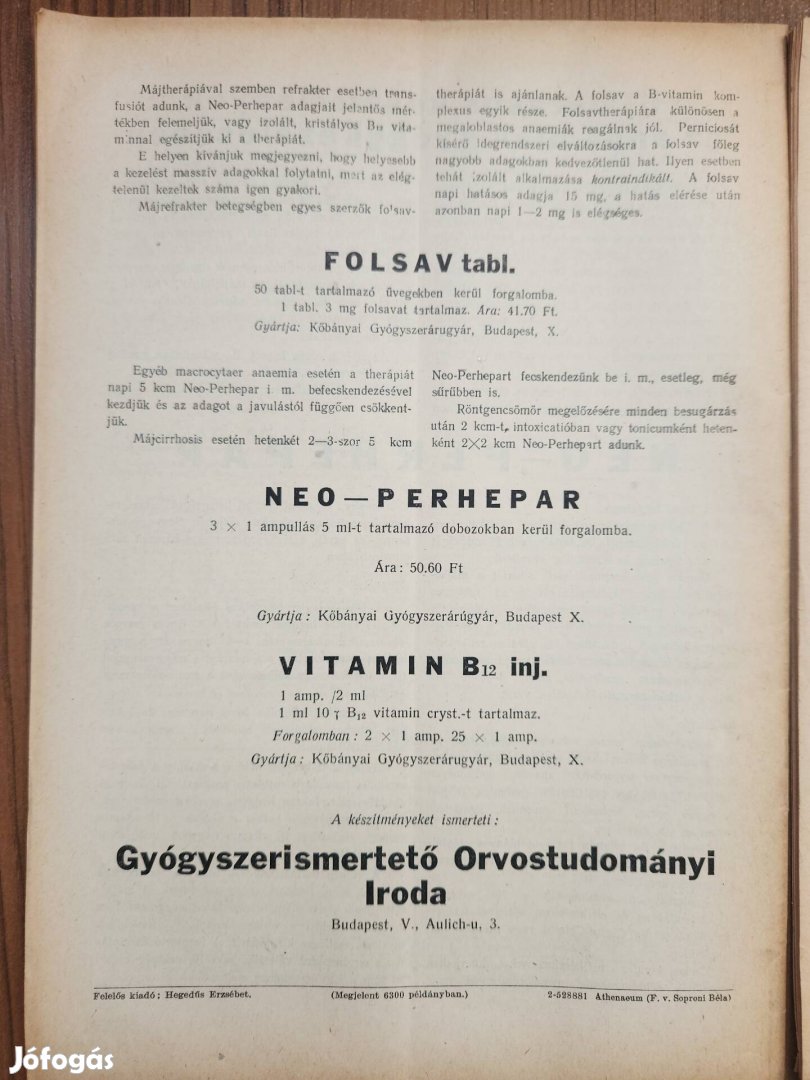 Májtherápiával szemben refrakter esetben trans-
fusiót adunk, a Neo-Perhepar adagjait jelentős mér-
tékben felemeljük, vagy izolált, kristályos B₁₂ vita-
minnal egészítjük ki a therápiát.
E helyen kívánjuk megjegyezni, hogy helyesebb
a kezelést masszív adagokkal folytatni, mert az elég-
telenül kezeltek száma igen gyakori.
Májrefrakter betegségben egyes szerzők folsav-
therápiát is ajánlanak. A folsav a B-vitamin kom-
plexus egyik része. Folsavtherápiára különösen a
megaloblastos anaemiák reagálnak jól. Perniciosát
kisérő idegrendszeri elváltozásokra a folsav főleg
nagyobb adagokban kedvezőtlenül hat. Ilyen esetben
tehát izolált alkalmazása kontraindikált. A folsav
napi hatásos adagja 15 mg, a hatás elérése után
azonban napi 1—2 mg is elégséges.
FOLSAV tabl.
50 tabl-t tartalmazó üvegekben kerül forgalomba.
1 tabl. 3 mg folsavat tartalmaz. Ára: 41.70 Ft.
Gyártja: Kőbányai Gyógyszerárugyár, Budapest, X.
Egyéb macrocytaer anaemia esetén a therápiát
napi 5 kcm Neo-Perhepar i. m. befecskendezésével
kezdjük és az adagot a javulástól függően csökkent-
jük.
Májcirrhosis esetén hetenkét 2—3-szor 5 kcm
Neo-Perhepart fecskendezünk be i. m., esetleg, még
sűrűbben is.
Röntgencsömör megelőzésére minden besugárzás
után 2 kcm-t, intoxicatióban vagy tonicumként heten-
ként 2×2 kcm Neo-Perhepart adunk.
NEO — PERHEPAR
3 × 1 ampullás 5 ml-t tartalmazó dobozokban kerül forgalomba.
Ára: 50.60 Ft
Gyártja: Kőbányai Gyógyszerárúgyár, Budapest X.
VITAMIN B₁₂ inj.
1 amp. /2 ml
1 ml 10 γ B₁₂ vitamin cryst.-t tartalmaz.
Forgalomban: 2 × 1 amp. 25 × 1 amp.
Gyártja: Kőbányai Gyógyszerárugyár, Budapest, X.
A készítményeket ismerteti:
Gyógyszerismertető Orvostudományi
Iroda
Budapest, V., Aulich-u, 3.
Felelős kiadó; Hegedűs Erzsébet. (Megjelent 6300 példányban.) 2-528881 Athenaeum (F. v. Soproni Béla)
Jófogás